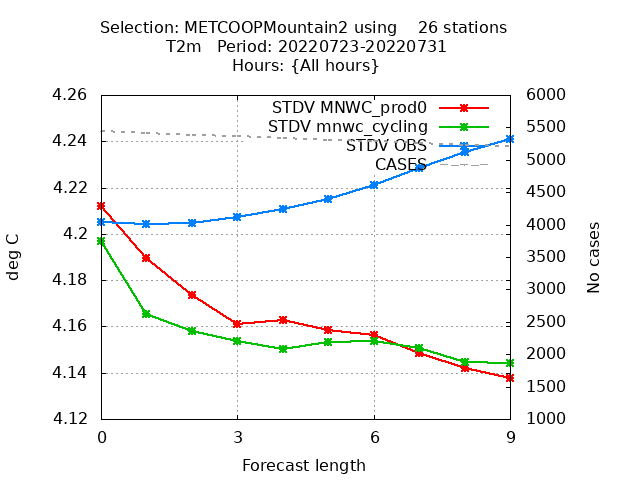 Selection: METCOOPMountain2 using    26 stations
T2m   Period: 20220723-20220731
Hours: {All hours}
STDV MNWC_prod0
STDV mnwc_cycling
STDV OBS
CASES
deg C
4.26
4.24
4.22
4.2
4.18
4.16
4.14
4.12
6000
5500
5000
4500
4000
3500
3000
2500
2000
1500
1000
No cases
0
3
6
9
Forecast length